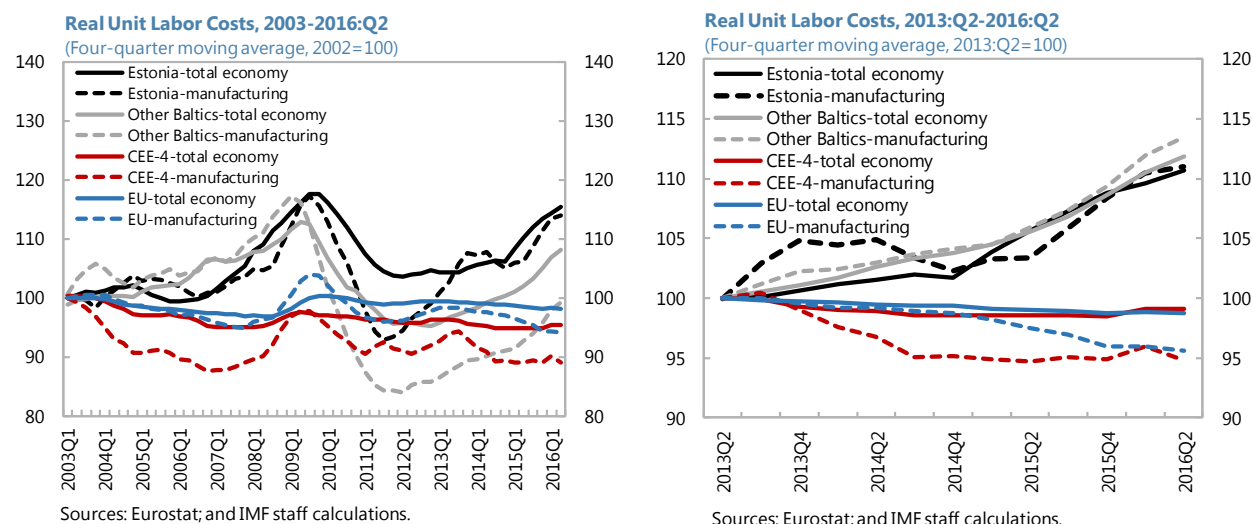 Real Unit Labor Costs, 2003-2016:Q2
(Four-quarter moving average, 2002=100)
140
130
120
110
100
90
80
140
130
120
110
100
90
80
Estonia-total economy
Estonia-manufacturing
Other Baltics-total economy
Other Baltics-manufacturing
CEE-4-total economy
CEE-4-manufacturing
EU-total economy
EU-manufacturing
2003Q1
2004Q1
2005Q1
2006Q1
2007Q1
2008Q1
2009Q1
2010Q1
2011Q1
2012Q1
2013Q1
2014Q1
2015Q1
2016Q1
Sources: Eurostat; and IMF staff calculations.
Real Unit Labor Costs, 2013:Q2-2016:Q2
(Four-quarter moving average, 2013:Q2=100)
120
115
110
105
100
95
90
120
115
110
105
100
95
90
Estonia-total economy
Estonia-manufacturing
Other Baltics-total economy
Other Baltics-manufacturing
CEE-4-total economy
CEE-4-manufacturing
EU-total economy
EU-manufacturing
2013Q2
2013Q4
2014Q2
2014Q4
2015Q2
2015Q4
2016Q2
Sources: Eurostat; and IMF staff calculations.